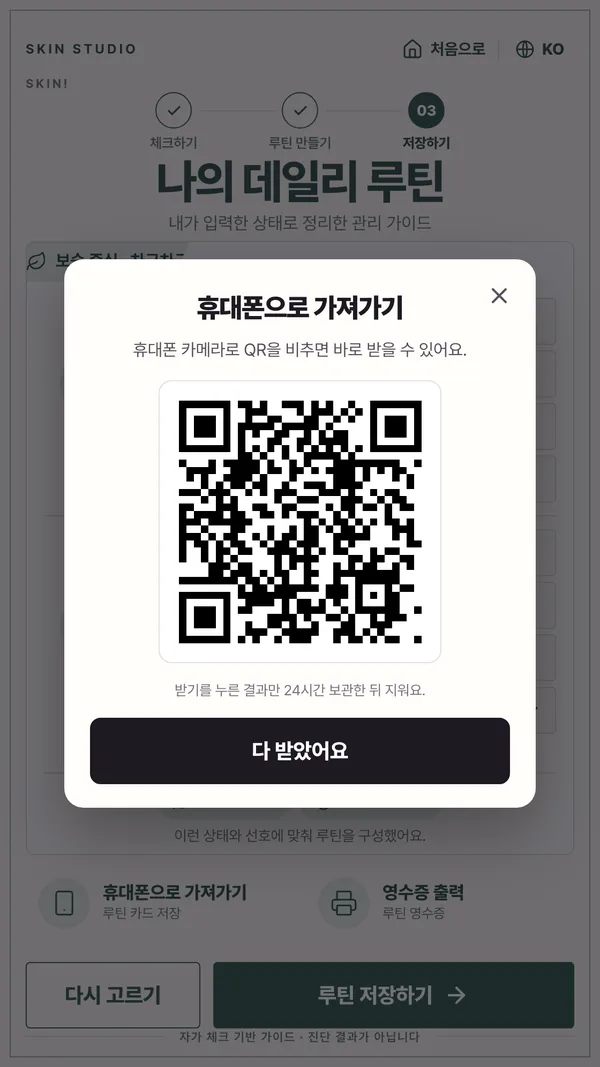 SKIN STUDIO
처음으로
KO
SKIN!
03
체크하기
루틴 만들기
저장하기
나의 데일리 루틴
내가 입력한 상태로 정리한 관리 가이드
휴대폰으로 가져가기
휴대폰 카메라로 QR을 비추면 바로 받을 수 있어요.
받기를 누른 결과만 24시간 보관한 뒤 지워요.
다 받았어요
이런 상태와 선호에 맞춰 루틴을 구성했어요.
휴대폰으로 가져가기
루틴 카드 저장
영수증 출력
루틴 영수증
다시 고르기
루틴 저장하기
자가 체크 기반 가이드 · 진단 결과가 아닙니다